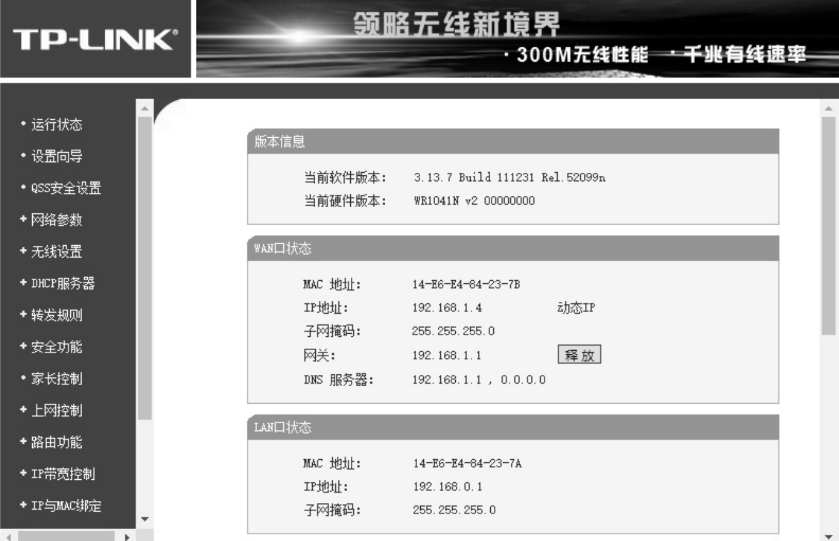 TP-LINK®
领略无线新境界
·300M无线性能 ·千兆有线速率
• 运行状态
• 设置向导
• QSS安全设置
+ 网络参数
+ 无线设置
+ DHCP服务器
+ 转发规则
+ 安全功能
• 家长控制
+ 上网控制
+ 路由功能
+ IP带宽控制
+ IP与MAC绑定
版本信息
当前软件版本: 3.13.7 Build 111231 Rel.52099n
当前硬件版本: WR1041N v2 00000000
WAN口状态
MAC 地址: 14-E6-E4-84-23-7B
IP地址: 192.168.1.4 动态IP
子网掩码: 255.255.255.0
网关: 192.168.1.1 释放
DNS 服务器: 192.168.1.1 , 0.0.0.0
LAN口状态
MAC 地址: 14-E6-E4-84-23-7A
IP地址: 192.168.0.1
子网掩码: 255.255.255.0